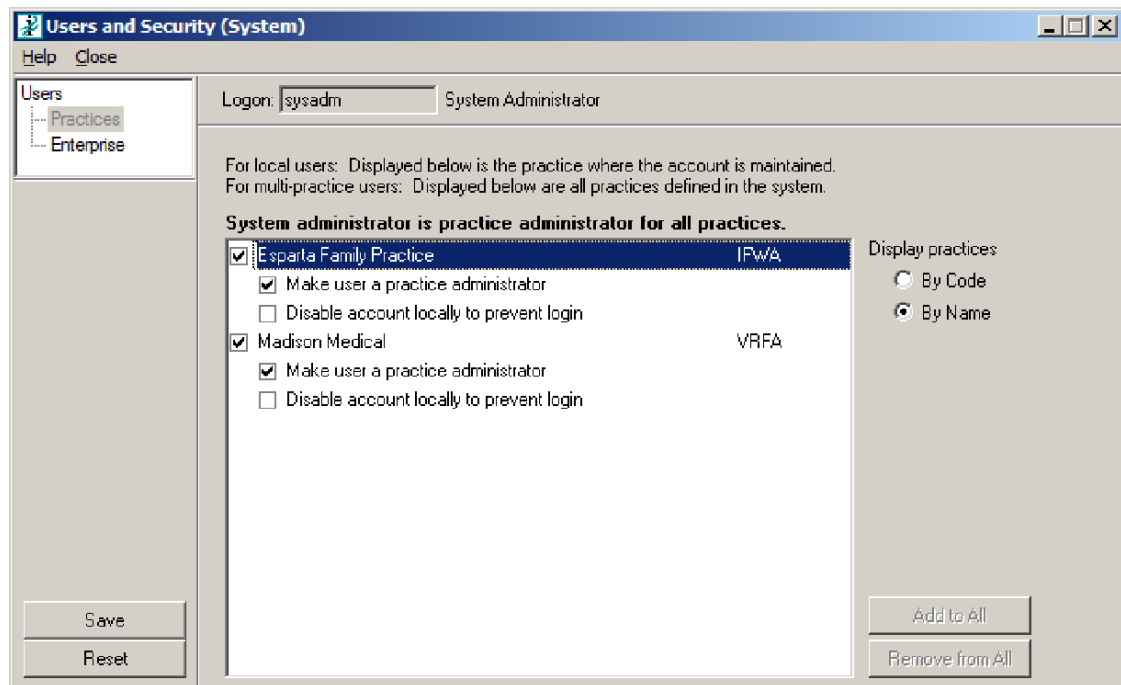 Users and Security (System)
Help Close
Users
Practices
Enterprise
Logon: sysadm System Administrator
For local users: Displayed below is the practice where the account is maintained.
For multi-practice users: Displayed below are all practices defined in the system.
System administrator is practice administrator for all practices.
Esparta Family Practice IFWA
Make user a practice administrator
Disable account locally to prevent login
Madison Medical VRFA
Make user a practice administrator
Disable account locally to prevent login
Display practices
By Code
By Name
Save
Reset
Add to All
Remove from All